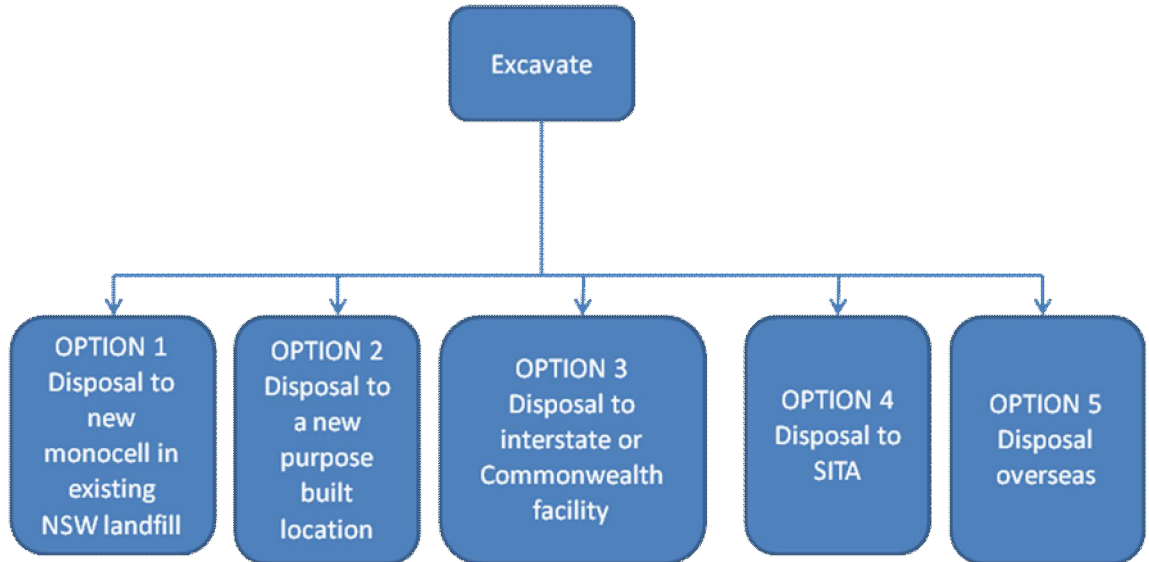 Excavate
OPTION 1
Disposal to
new
monocell in
existing
NSW landfill
OPTION 2
Disposal to
a new
purpose
built
location
OPTION 3
Disposal to
interstate or
Commonwealth
facility
OPTION 4
Disposal to
SITA
OPTION 5
Disposal
overseas